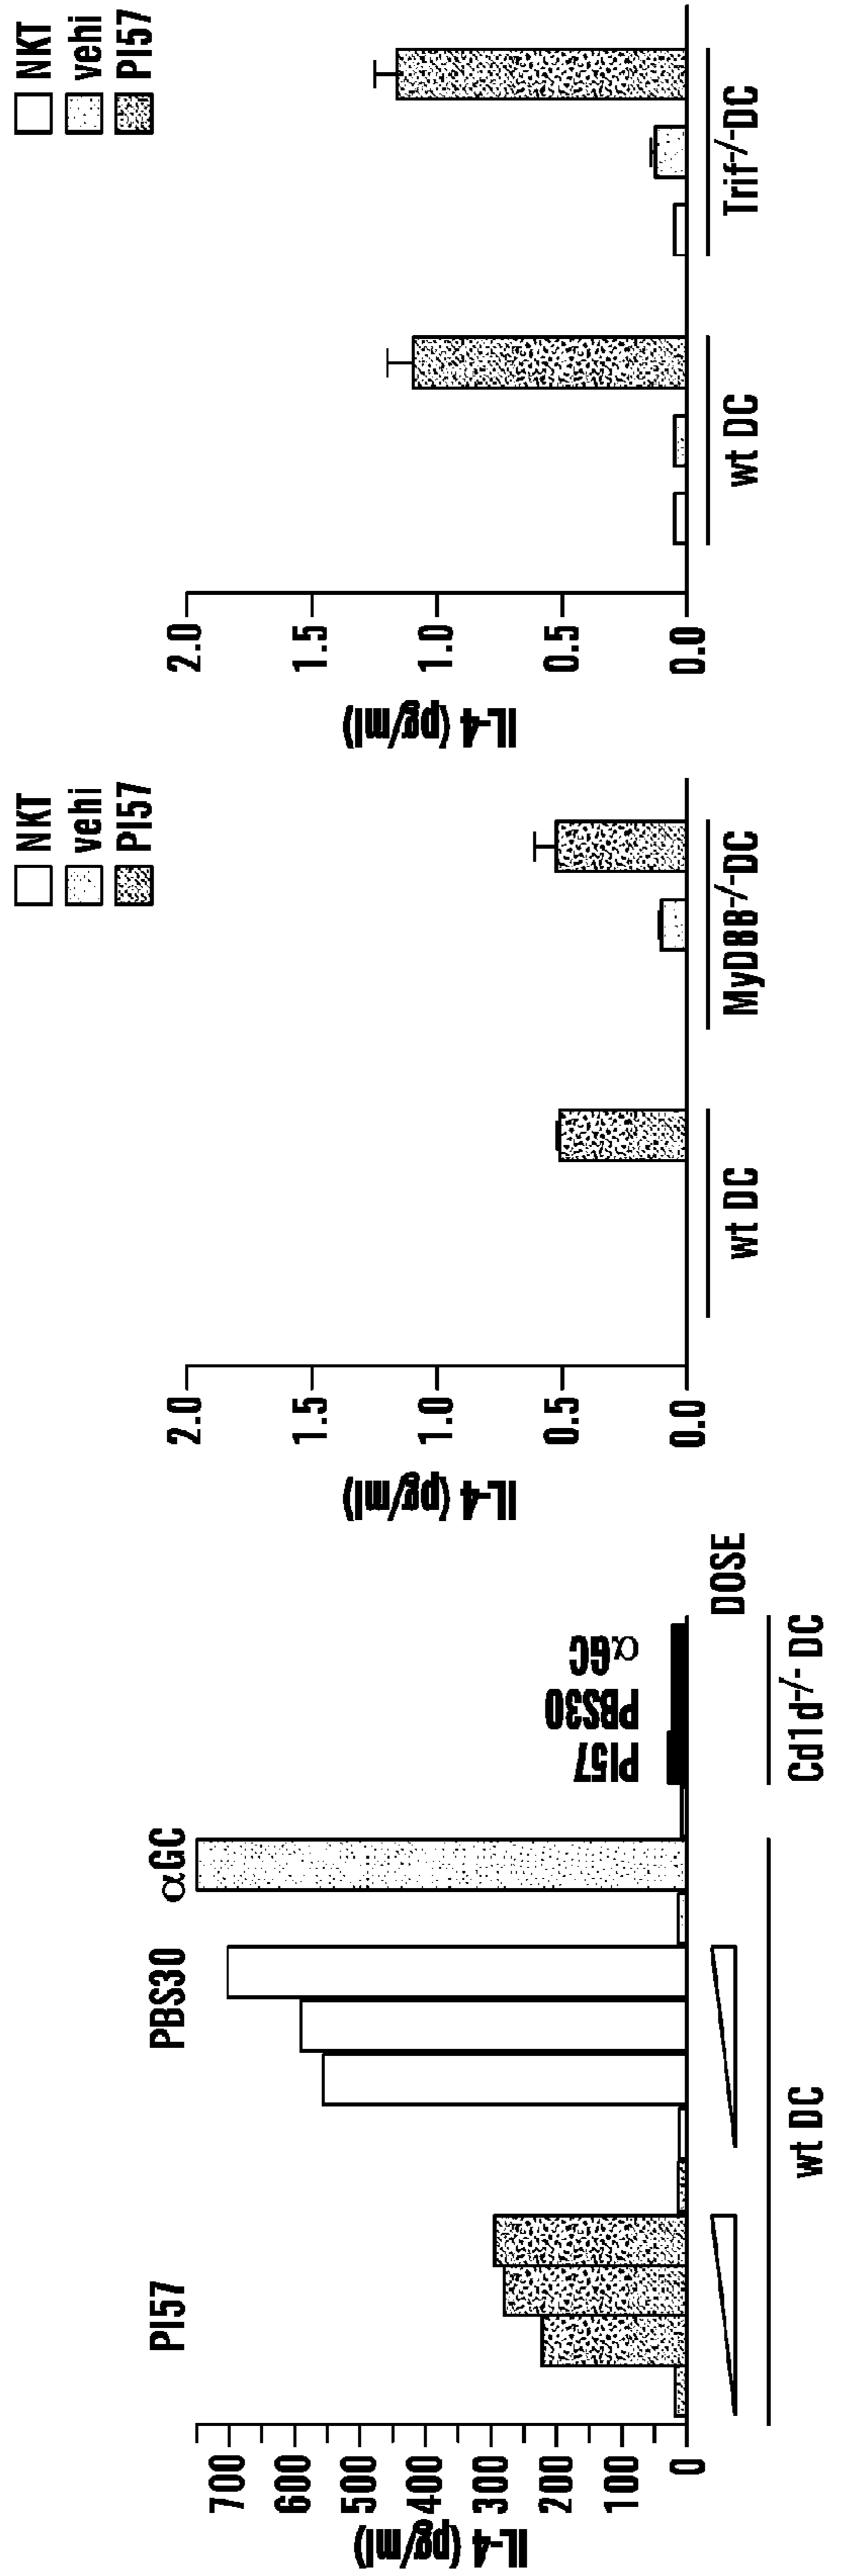 IL-4 (pg/ml)
700
600
500
400
300
200
100
0
PI57
PBS30
αGC
PI57
PBS30
αGC
DOSE
wt DC
Cd1d-/- DC
IL-4 (pg/ml)
2.0
1.5
1.0
0.5
0.0
NKT
vehi
PI57
wt DC
MyD8B-/-DC
IL-4 (pg/ml)
2.0
1.5
1.0
0.5
0.0
NKT
vehi
PI57
wt DC
Trif-/-DC